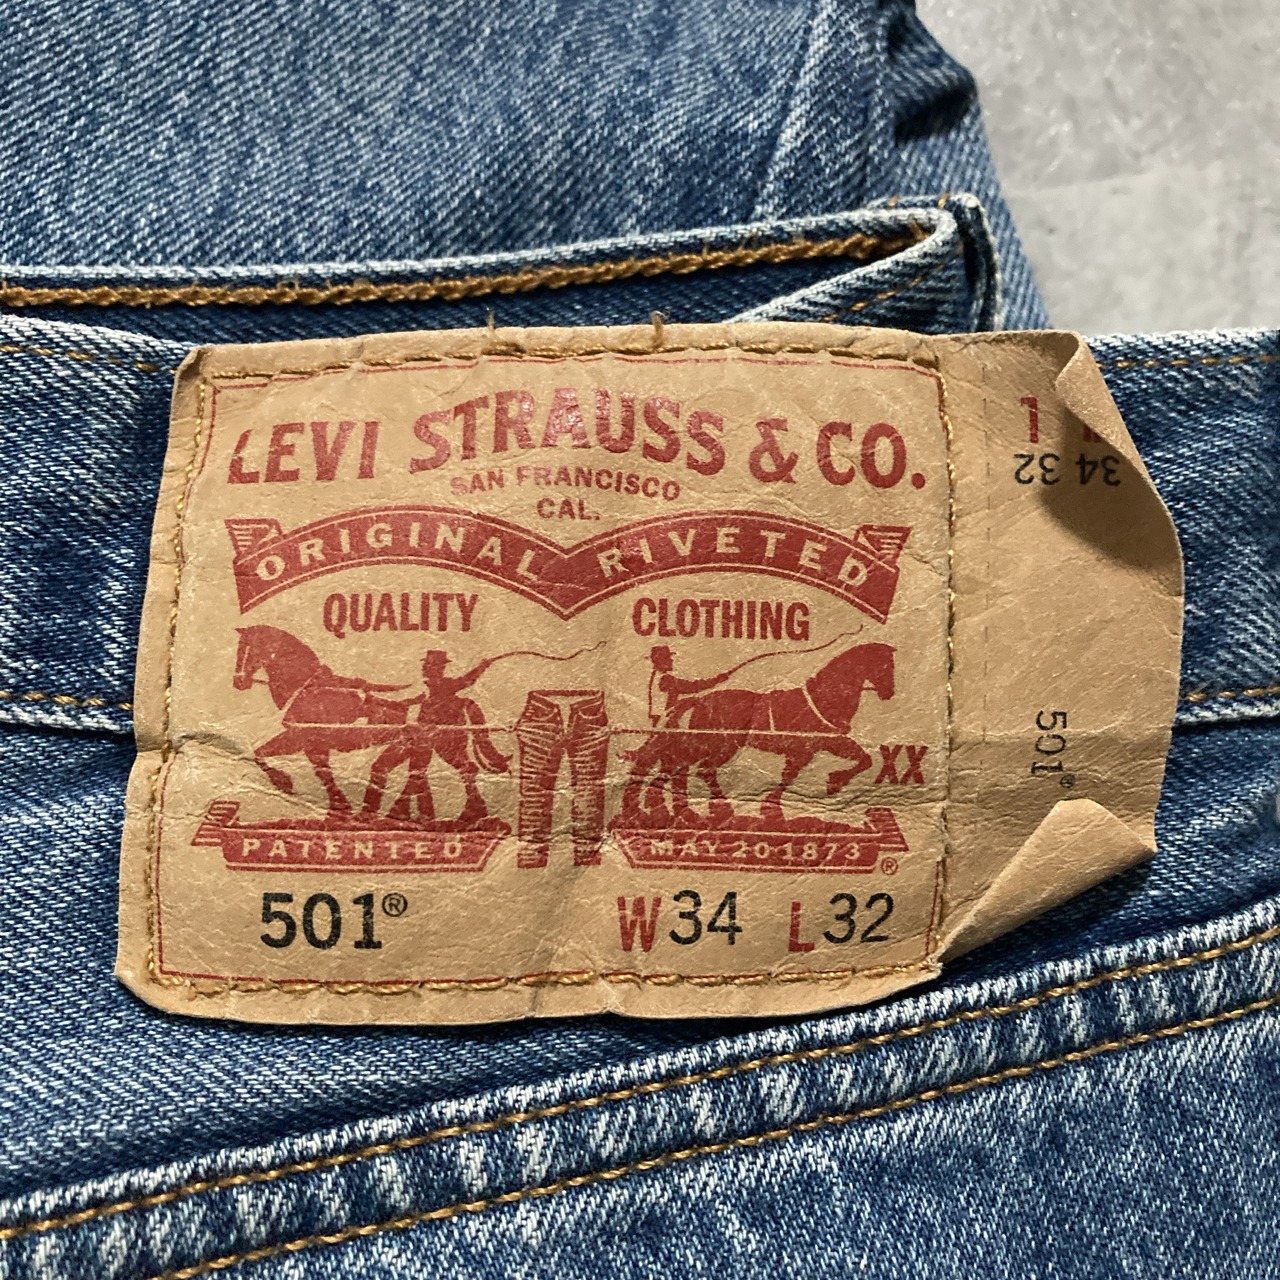 LEVI STRAUSS & CO.
SAN FRANCISCO
CAL.
ORIGINAL RIVETED
QUALITY CLOTHING
XX
PATENTED MAY 20 1873 ®
501® W34 L32
L
34 32
501®